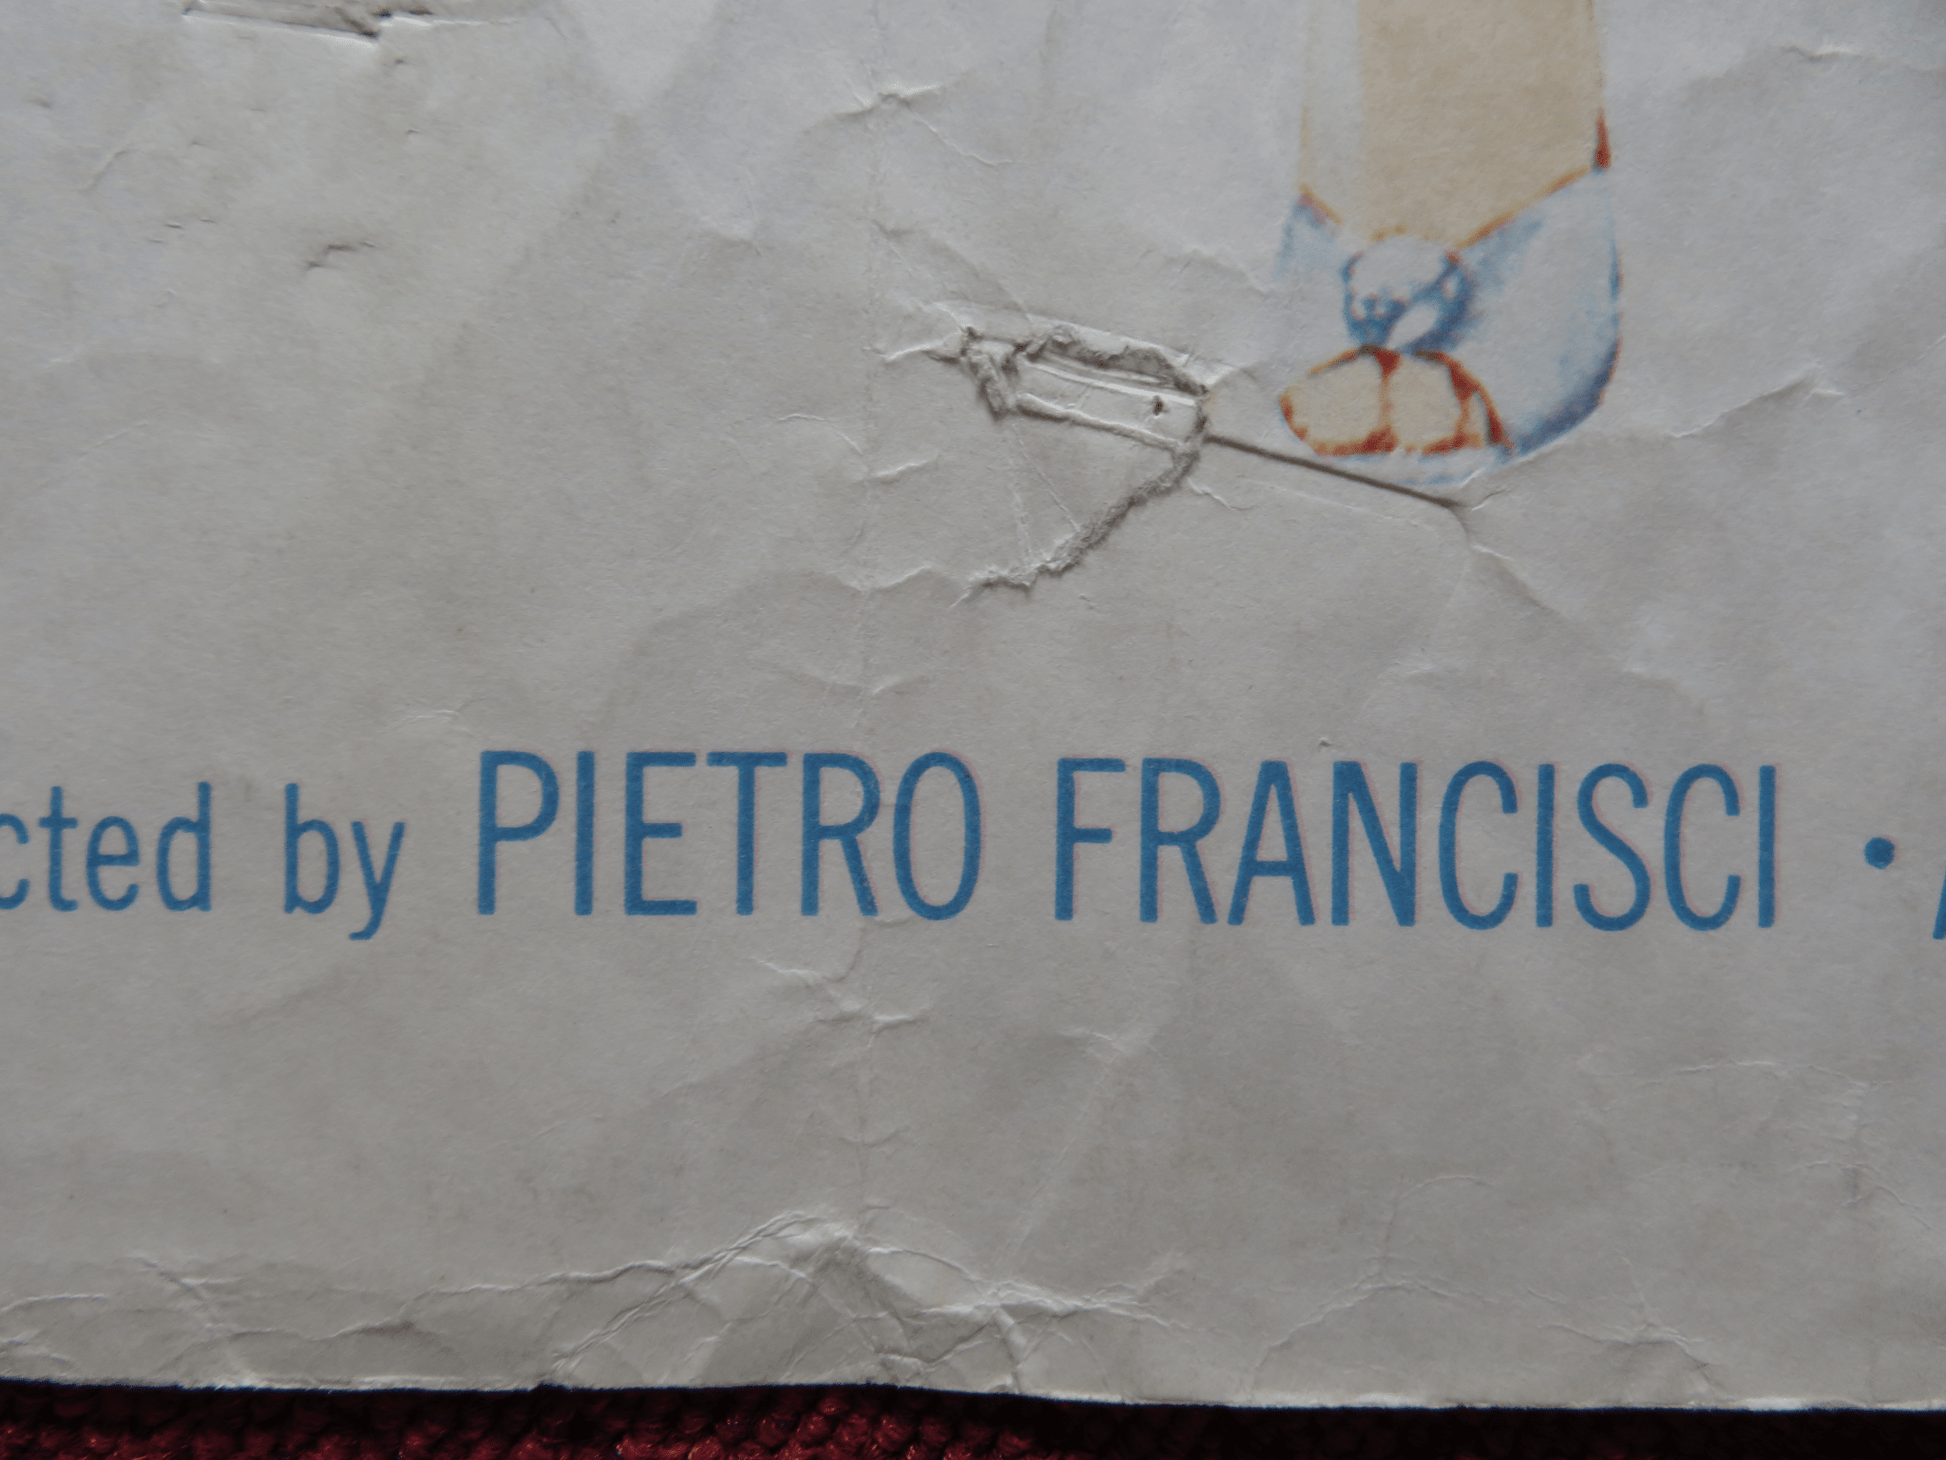 cted by PIETRO FRANCISCI •